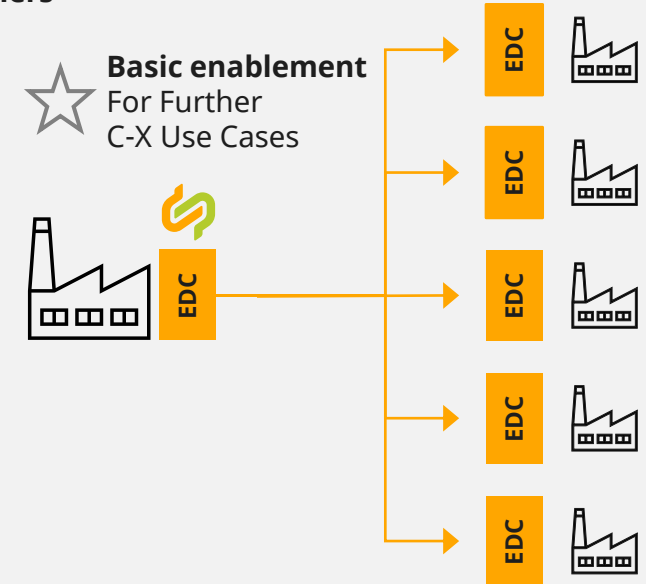 Basic enablement
For Further
C-X Use Cases
EDC
EDC
EDC
EDC
EDC
EDC